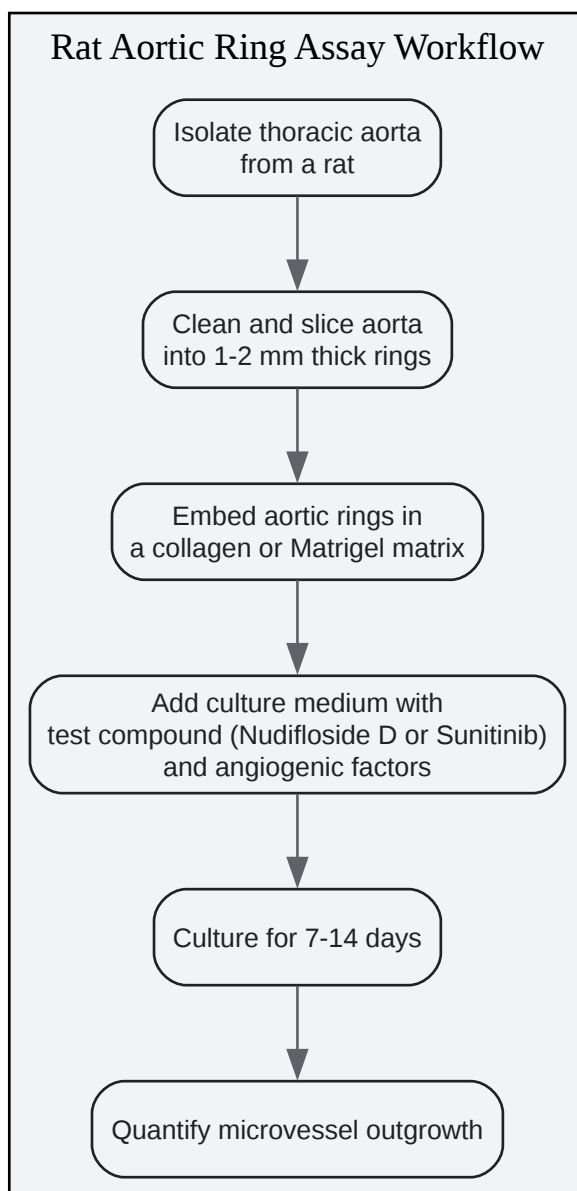 Rat Aortic Ring Assay Workflow
Isolate thoracic aorta
from a rat
Clean and slice aorta
into 1-2 mm thick rings
Embed aortic rings in
a collagen or Matrigel matrix
Add culture medium with
test compound (Nudifloside D or Sunitinib)
and angiogenic factors
Culture for 7-14 days
Quantify microvessel outgrowth